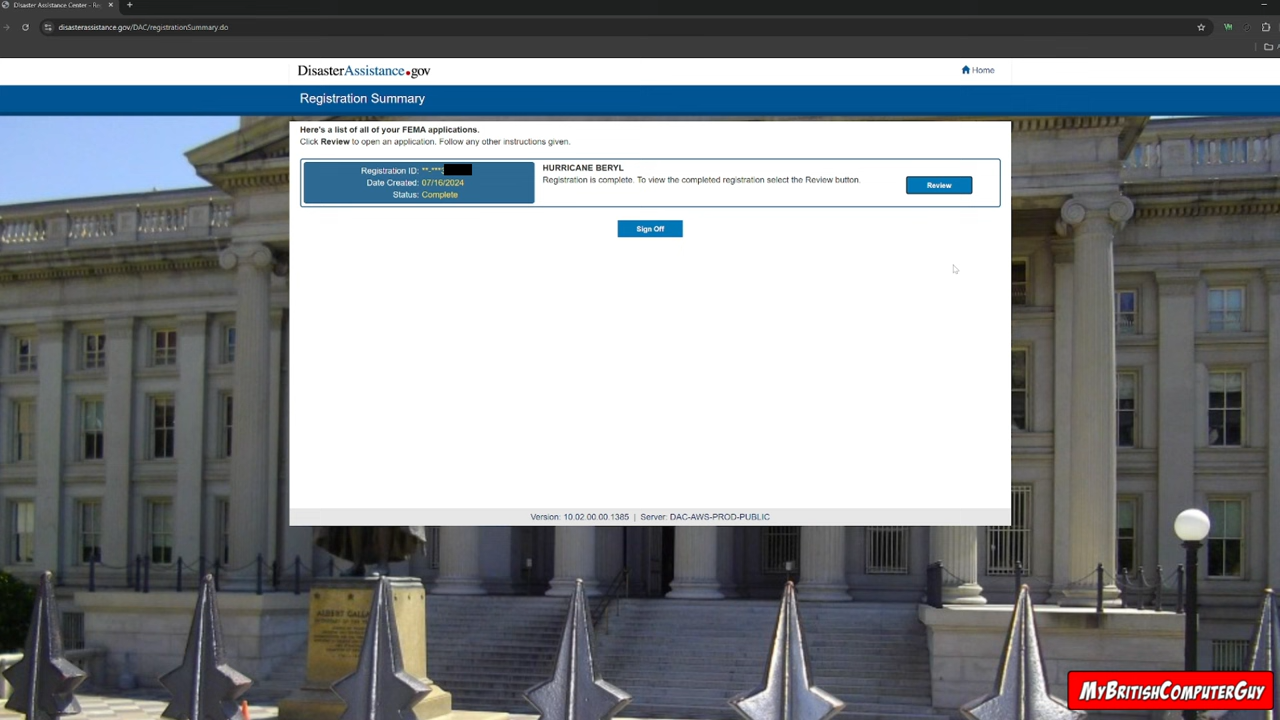 Disaster Assistance Center - Re
disasterassistance.gov/DAC/registrationSummary.do
DisasterAssistance.gov
Home
Registration Summary
Here's a list of all of your FEMA applications.
Click Review to open an application. Follow any other instructions given.
Registration ID: **-***
Date Created: 07/16/2024
Status: Complete
HURRICANE BERYL
Registration is complete. To view the completed registration select the Review button.
Review
Sign Off
Version: 10.02.00.00.1385 | Server: DAC-AWS-PROD-PUBLIC
ALBERT GALLA
MyBritishComputerGuy